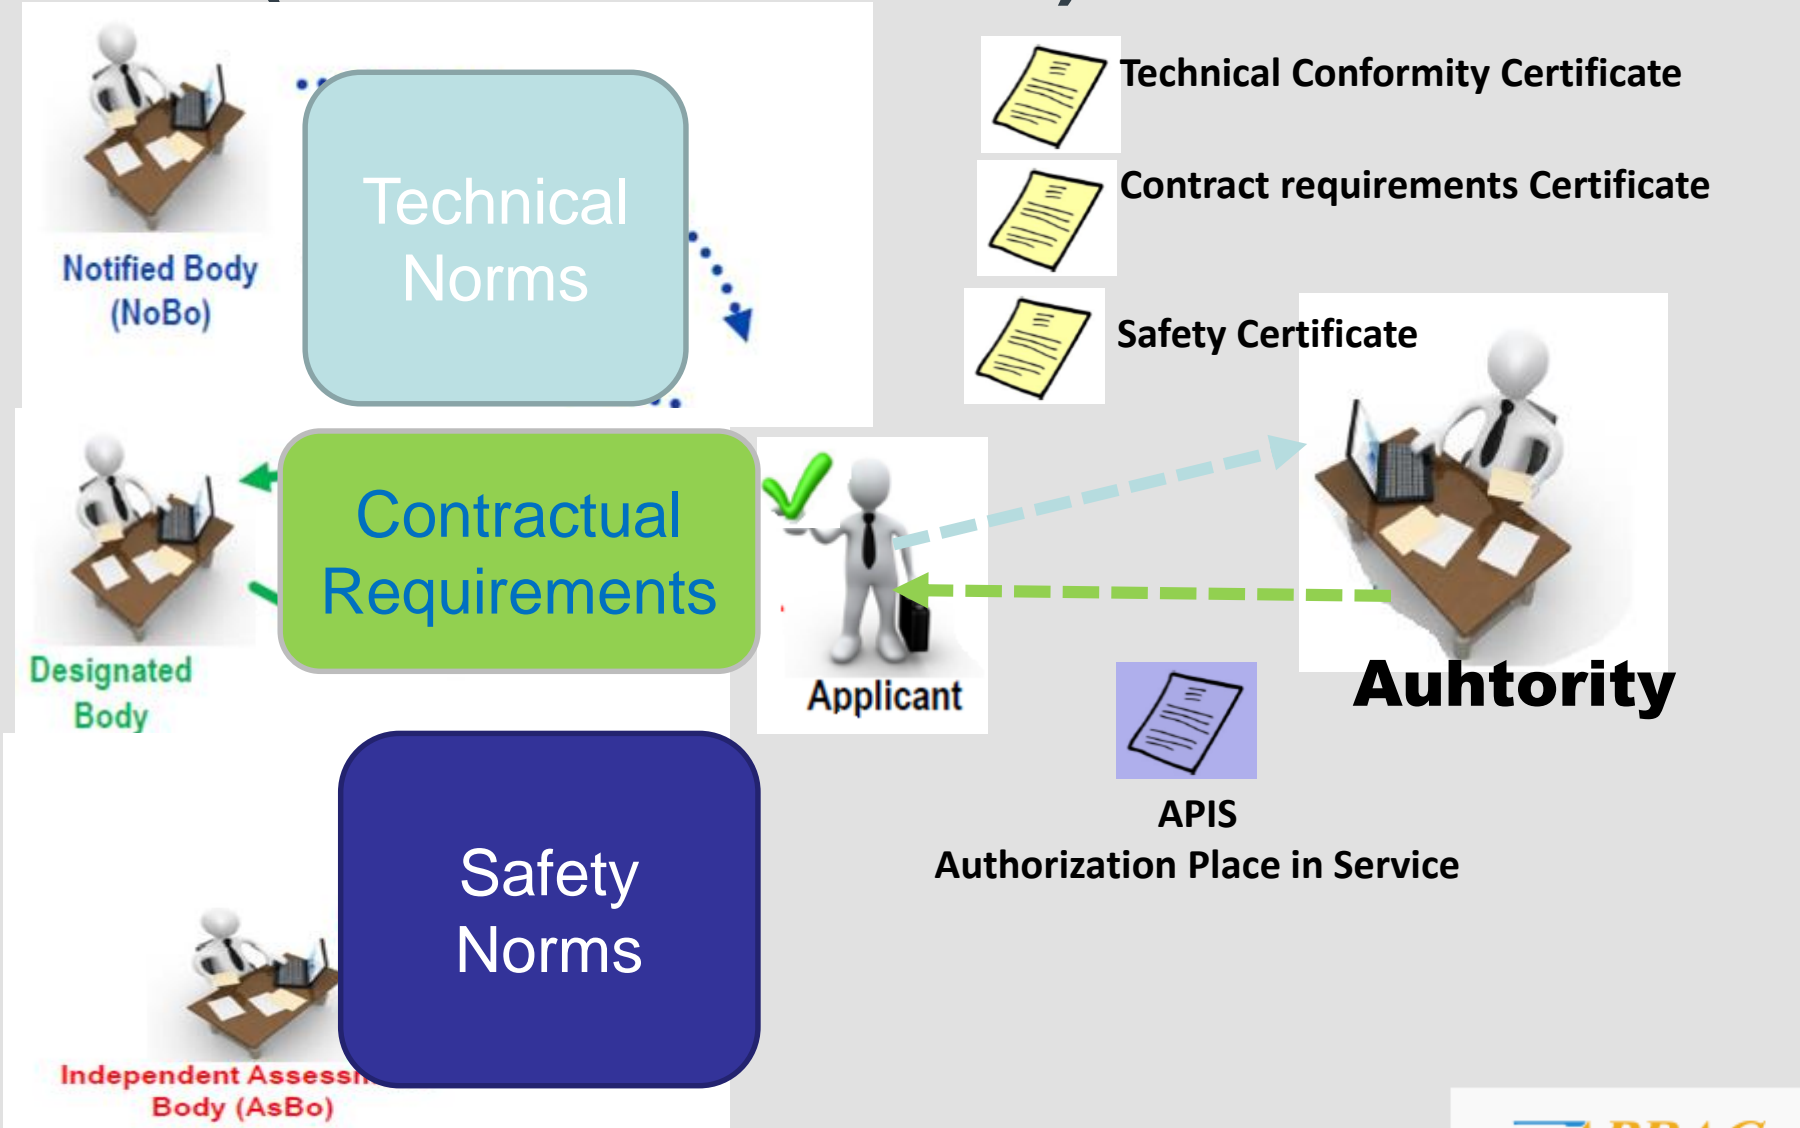 Technical Conformity Certificate
Technical
Norms
Contract requirements Certificate
Notified Body
(NoBo)
Safety Certificate
Contractual
Requirements
Designated
Body
Applicant
Auhtority
APIS
Authorization Place in Service
Safety
Norms
Independent
Body (AsBo)